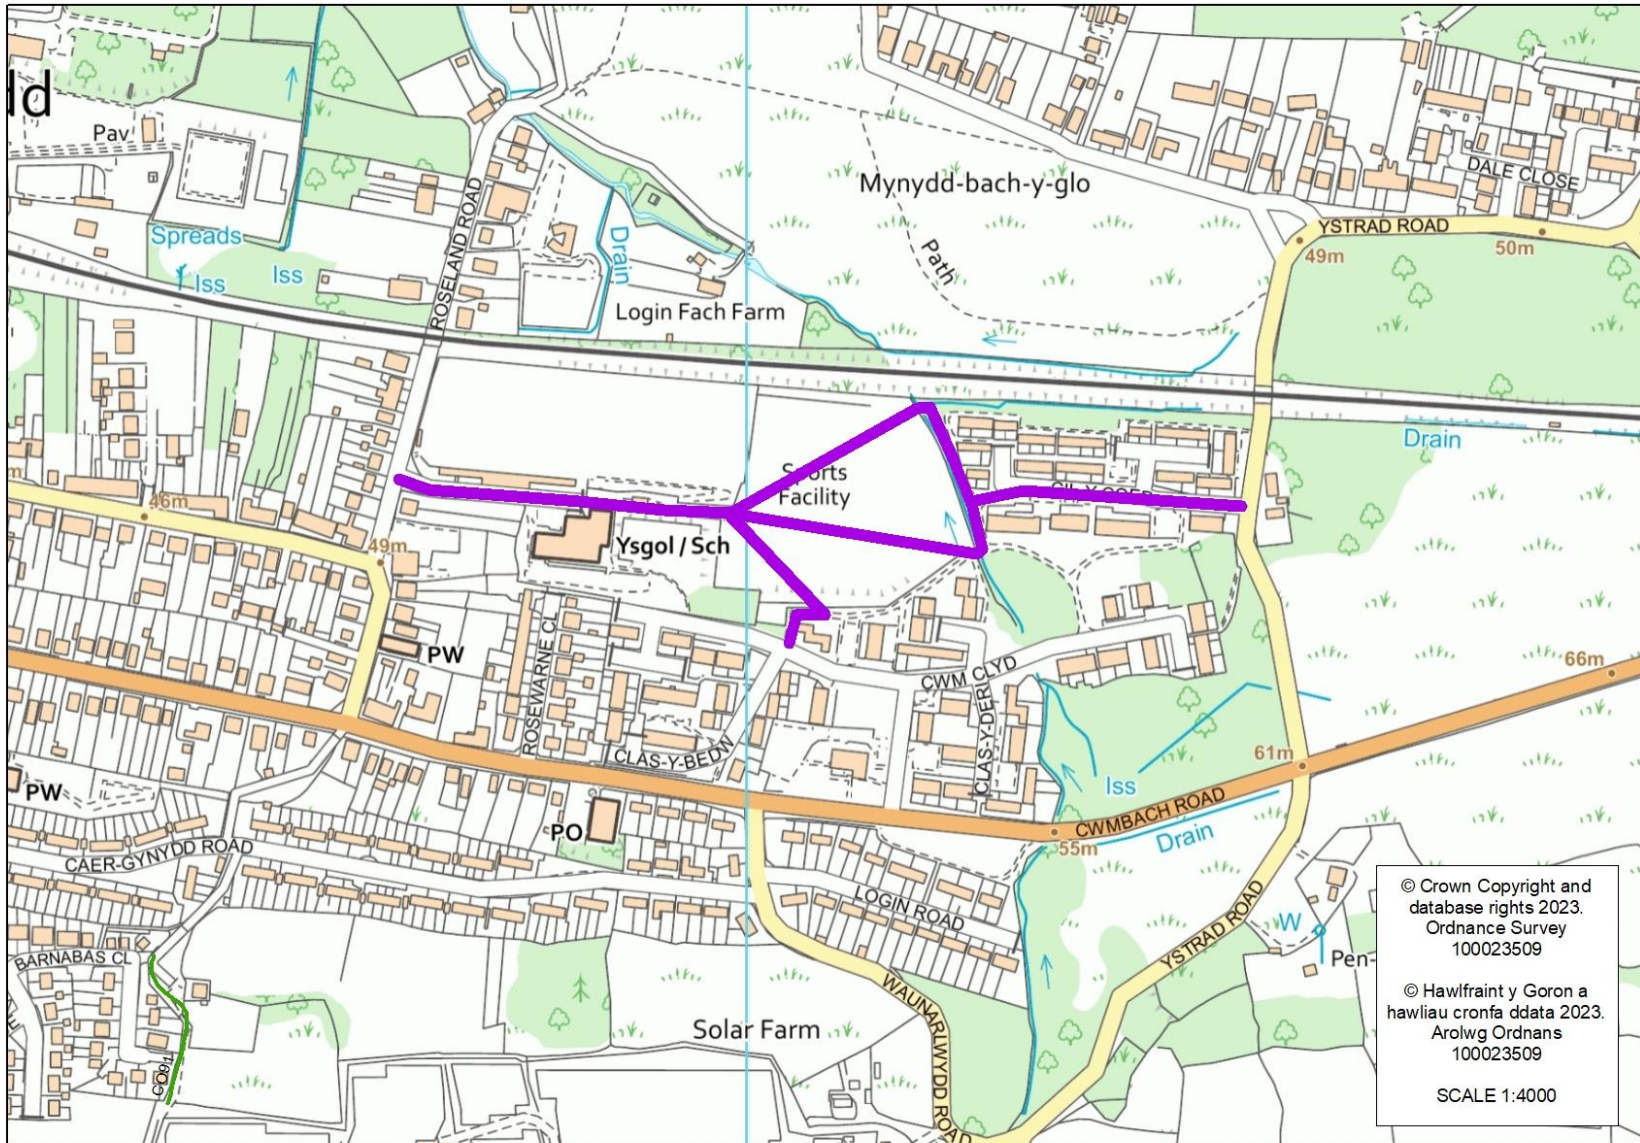 dd
Pav
Spreads
Iss
Iss
ROSELAND ROAD
Drain
Login Fach Farm
Mynydd-bach-y-glo
Path
DALE CLOSE
YSTRAD ROAD
49m
50m
Drain
46m
49m
Sports
Facility
Ysgol / Sch
PW
ROSEWARNE CL
CLAS-Y-BEDW
CWM CLYD
CLAS-Y-DERI
66m
61m
Iss
CWMBACH ROAD
Drain
55m
PW
PO
CAER-GYNYDD ROAD
LOGIN ROAD
YSTRAD ROAD
W
Pen-
BARNABAS CL
CO91
Solar Farm
WAUNARLWYDD ROAD
© Crown Copyright and
database rights 2023.
Ordnance Survey
100023509
© Hawlfraint y Goron a
hawliau cronfa ddata 2023.
Arolwg Ordnans
100023509
SCALE 1:4000